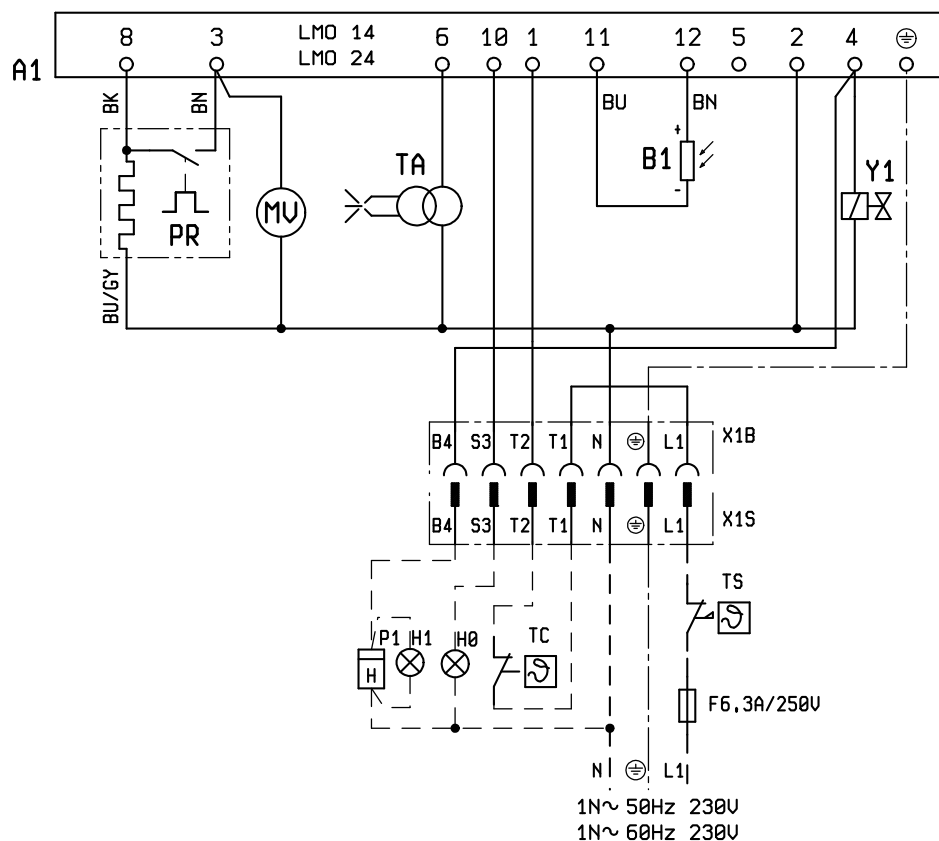 LMO 14
LMO 24
8 3 6 10 1 11 12 5 2 4
A1
BK BN BU BN
TA B1 Y1
+
-
MV
PR
BU/GY
B4 S3 T2 T1 N L1 X1B
B4 S3 T2 T1 N L1 X1S
TS
P1 H1 H0 TC
H
F6,3A/250V
N L1
1N~ 50Hz 230V
1N~ 60Hz 230V